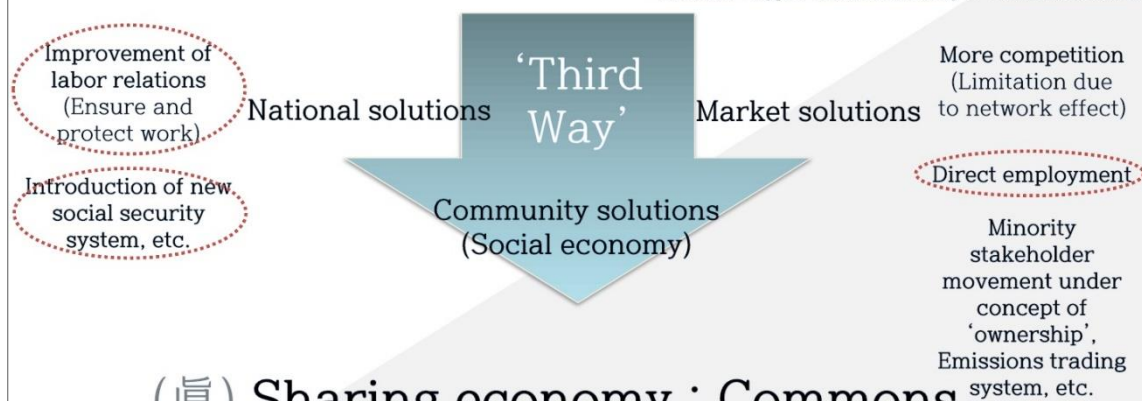 Improvement of
labor relations
(Ensure and
protect work)
Introduction of new
social security
system, etc.
National solutions
'Third
Way'
Community solutions
(Social economy)
Market solutions
More competition
(Limitation due
to network effect)
Direct employment
Minority
stakeholder
movement under
concept of
'ownership',
Emissions trading
system, etc.
(眞) Sharing economy : Commons